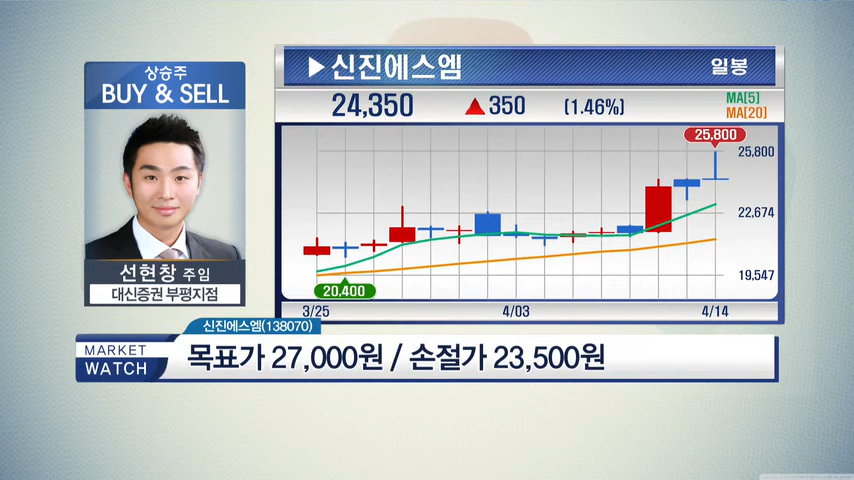 상승주
BUY & SELL
선현창 주임
대신증권 부평지점
▶신진에스엠
일봉
24,350 ▲350 (1.46%)
MA[5]
MA[20]
25,800
25,800
22,674
19,547
20,400
3/25 4/03 4/14
신진에스엠(138070)
MARKET
WATCH
목표가 27,000원 / 손절가 23,500원